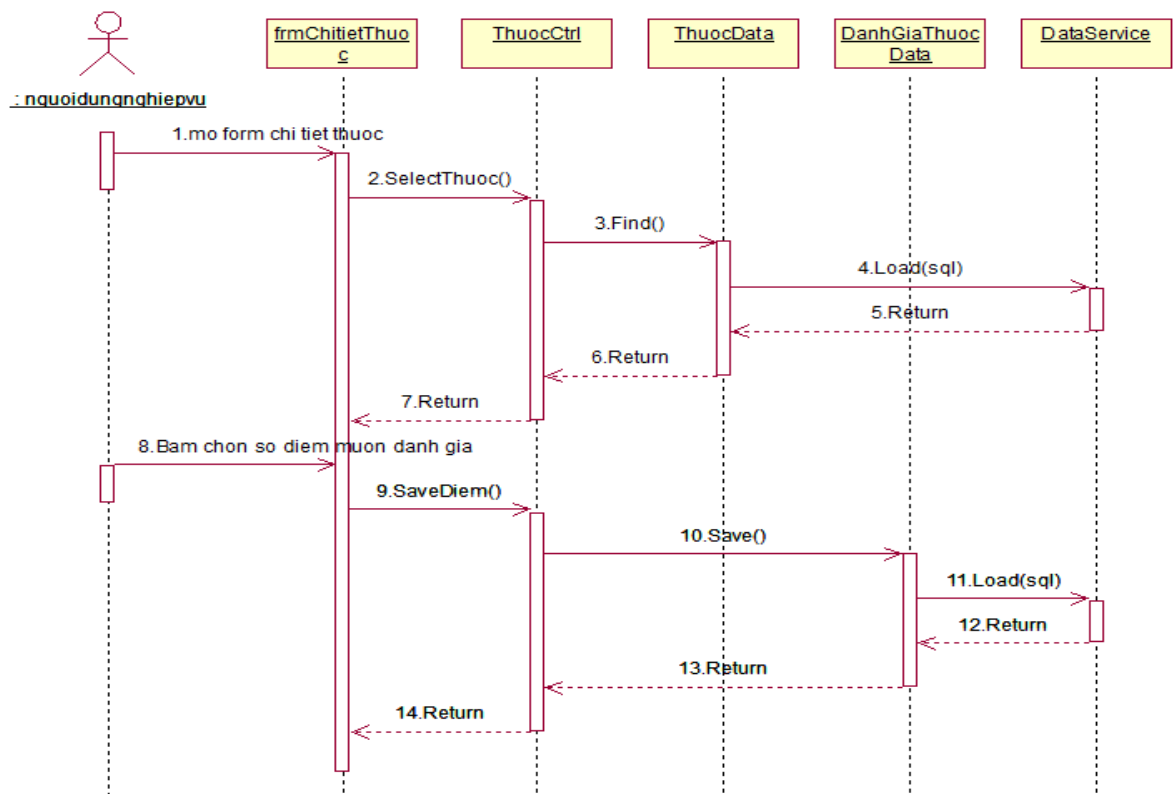 frmChitietThuo
c
ThuocCtrl
ThuocData
DanhGiaThuoc
Data
DataService
: nguoidungnghiepvu
1.mo form chi tiet thuoc
2.SelectThuoc()
3.Find()
4.Load(sql)
5.Return
6.Return
7.Return
8.Bam chon so diem muon danh gia
9.SaveDiem()
10.Save()
11.Load(sql)
12.Return
13.Return
14.Return